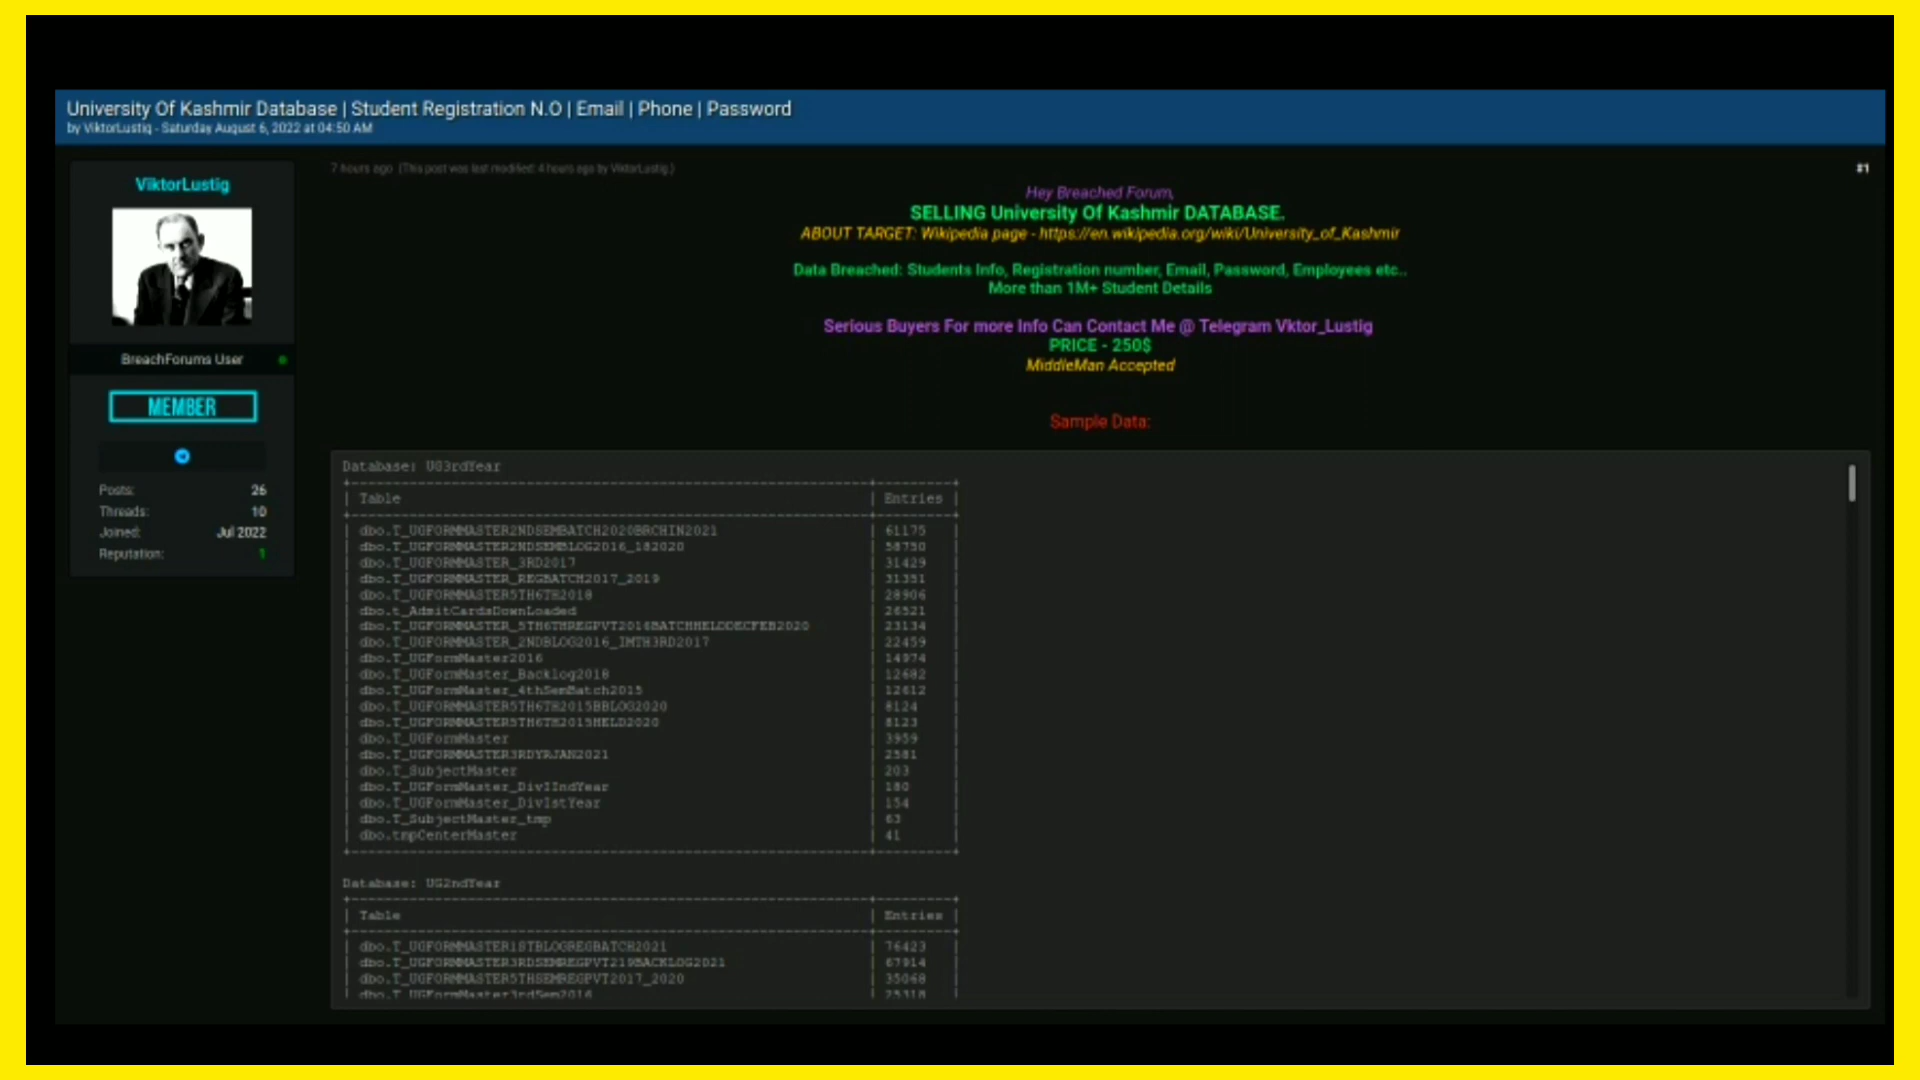 University Of Kashmir Database | Student Registration N.O | Email | Phone | Password
by ViktorLustig - Saturday August 6, 2022 at 04:50 AM
ViktorLustig
BreachForums User
MEMBER
Posts: 26
Threads: 10
Joined: Jul 2022
Reputation: 1
7 hours ago (This post was last modified: 4 hours ago by ViktorLustig.)
#1
Hey Breached Forum,
SELLING University Of Kashmir DATABASE.
ABOUT TARGET: Wikipedia page - https://en.wikipedia.org/wiki/University_of_Kashmir
Data Breached: Students Info, Registration number, Email, Password, Employees etc..
More than 1M+ Student Details
Serious Buyers For more Info Can Contact Me @ Telegram Vktor_Lustig
PRICE - 250$
MiddleMan Accepted
Sample Data:
Database: UG3rdYear
| Table | Entries |
| dbo.T_UGFORMMASTER2NDSEMBATCH2020BRCHIN2021 | 61175 |
| dbo.T_UGFORMMASTER2NDSEMBLOG2016_182020 | 58750 |
| dbo.T_UGFORMMASTER_3RD2017 | 31429 |
| dbo.T_UGFORMMASTER_REGBATCH2017_2019 | 31351 |
| dbo.T_UGFORMMASTER5TH6TH2018 | 28906 |
| dbo.t_AdmitCardsDownLoaded | 26521 |
| dbo.T_UGFORMMASTER_5TH6THREGPVT2016BATCHHELDDECFEB2020 | 23134 |
| dbo.T_UGFORMMASTER_2NDBLOG2016_IMTH3RD2017 | 22459 |
| dbo.T_UGFormMaster2016 | 14974 |
| dbo.T_UGFormMaster_Backlog2018 | 12682 |
| dbo.T_UGFormMaster_4thSemBatch2015 | 12612 |
| dbo.T_UGFORMMASTER5TH6TH2015BBLOG2020 | 8124 |
| dbo.T_UGFORMMASTER5TH6TH2015HELD2020 | 8123 |
| dbo.T_UGFormMaster | 3959 |
| dbo.T_UGFORMMASTER3RDYRJAN2021 | 2581 |
| dbo.T_SubjectMaster | 203 |
| dbo.T_UGFormMaster_DivIIndYear | 180 |
| dbo.T_UGFormMaster_Div1stYear | 154 |
| dbo.T_SubjectMaster_tmp | 63 |
| dbo.tmpCenterMaster | 41 |
Database: UG2ndYear
| Table | Entries |
| dbo.T_UGFORMMASTER1STBLOGREGBATCH2021 | 76423 |
| dbo.T_UGFORMMASTER3RDSEMREGPVT219BACKLOG2021 | 67914 |
| dbo.T_UGFORMMASTER5THSEMREGPVT2017_2020 | 35068 |
| dbo.T_UGFormMaster3rdSem2016 | 25318 |